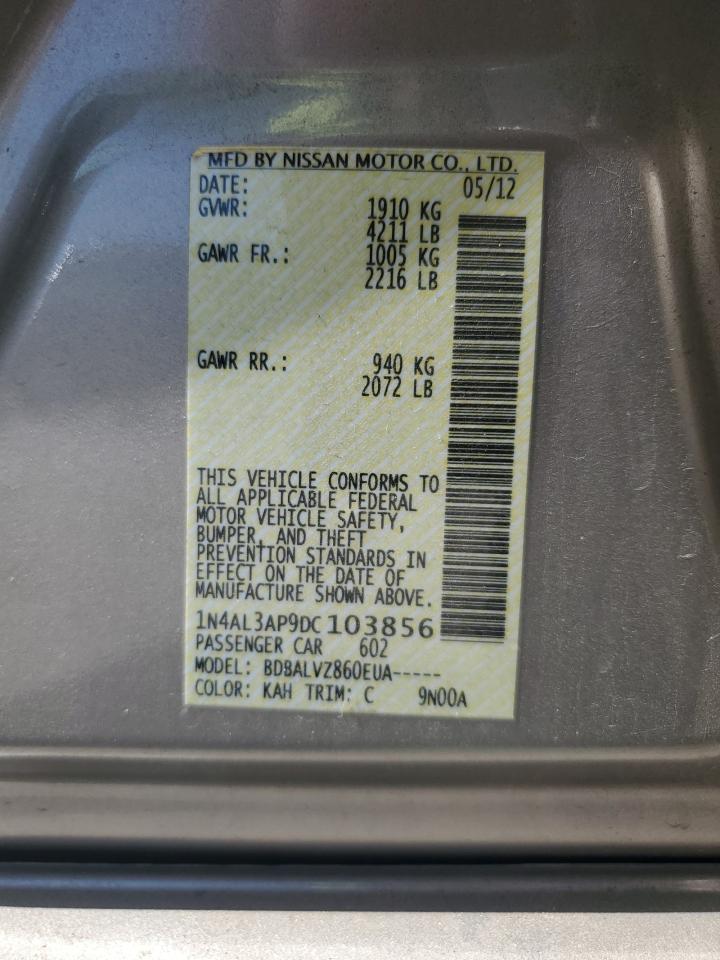 MFD BY NISSAN MOTOR CO., LTD.
DATE: 05/12
GVWR: 1910 KG
4211 LB
GAWR FR.: 1005 KG
2216 LB
GAWR RR.: 940 KG
2072 LB
THIS VEHICLE CONFORMS TO
ALL APPLICABLE FEDERAL
MOTOR VEHICLE SAFETY,
BUMPER, AND THEFT
PREVENTION STANDARDS IN
EFFECT ON THE DATE OF
MANUFACTURE SHOWN ABOVE.
1N4AL3AP9DC103856
PASSENGER CAR 602
MODEL: BDBALVZ860EUA-----
COLOR: KAH TRIM: C 9N00A